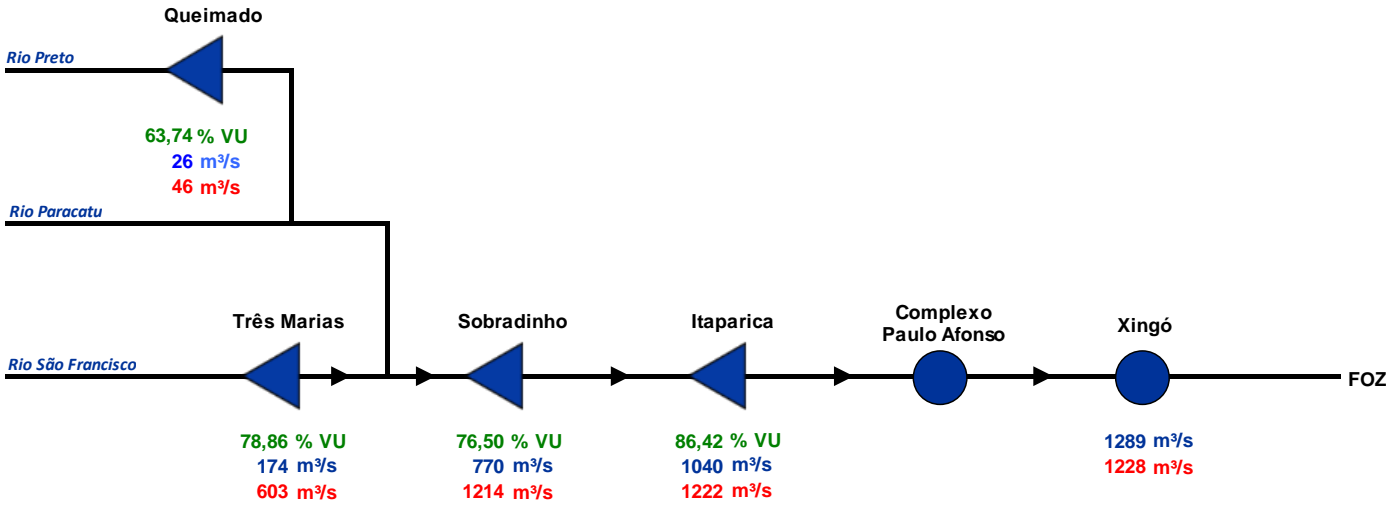 Queimado
Rio Preto
63,74 % VU
26 m³/s
46 m³/s
Rio Paracatu
Três Marias
Sobradinho
Itaparica
Complexo
Paulo Afonso
Xingó
Rio São Francisco
FOZ
78,86 % VU
174 m³/s
603 m³/s
76,50 % VU
770 m³/s
1214 m³/s
86,42 % VU
1040 m³/s
1222 m³/s
1289 m³/s
1228 m³/s